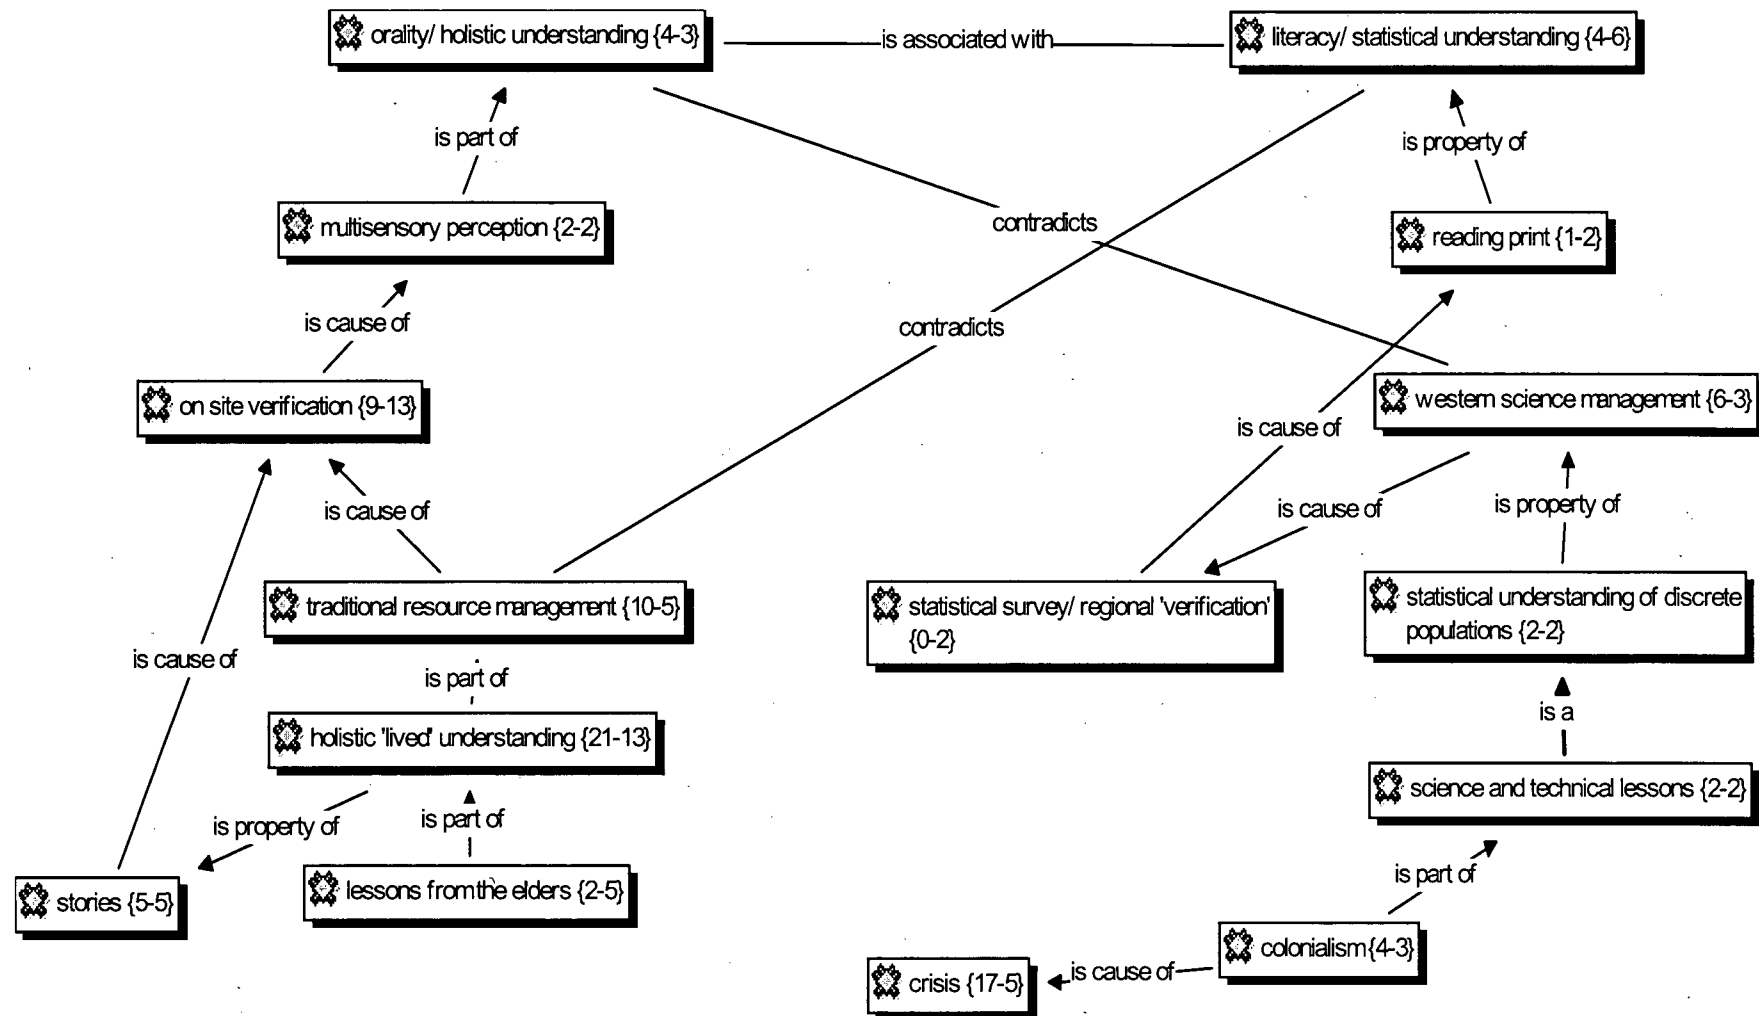 orality/ holistic understanding {4-3}
is associated with
literacy/ statistical understanding {4-6}
is part of
is property of
multisensory perception {2-2}
contradicts
reading print {1-2}
is cause of
contradicts
on site verification {9-13}
western science management {6-3}
is cause of
is cause of
is cause of
is property of
traditional resource management {10-5}
statistical survey/ regional 'verification'
{0-2}
statistical understanding of discrete
populations {2-2}
is cause of
is part of
is a
holistic 'lived' understanding {21-13}
science and technical lessons {2-2}
is property of
is part of
is part of
stories {5-5}
lessons from the elders {2-5}
colonialism {4-3}
crisis {17-5}
is cause of